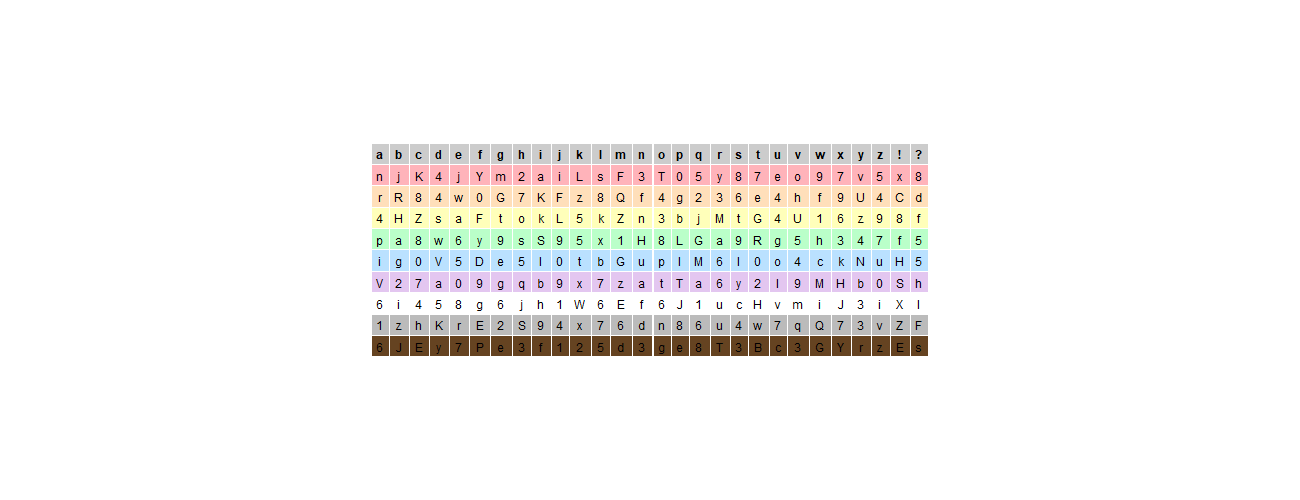 a b c d e f g h i j k l m n o p q r s t u v w x y z ! ?
n j K 4 j Y m 2 a i L s F 3 T 0 5 y 8 7 e o 9 7 v 5 x 8
r R 8 4 w 0 G 7 K F z 8 Q f 4 g 2 3 6 e 4 h f 9 U 4 C d
4 H Z s a F t o k L 5 k Z n 3 b j M t G 4 U 1 6 z 9 8 f
p a 8 w 6 y 9 s S 9 5 x 1 H 8 L G a 9 R g 5 h 3 4 7 f 5
i g 0 V 5 D e 5 l 0 t b G u p l M 6 l 0 o 4 c k N u H 5
V 2 7 a 0 9 g q b 9 x 7 z a t T a 6 y 2 l 9 M H b 0 S h
6 i 4 5 8 g 6 j h 1 W 6 E f 6 J 1 u c H v m i J 3 i X l
1 z h K r E 2 S 9 4 x 7 6 d n 8 6 u 4 w 7 q Q 7 3 v Z F
6 J E y 7 P e 3 f 1 2 5 d 3 g e 8 T 3 B c 3 G Y r z E s